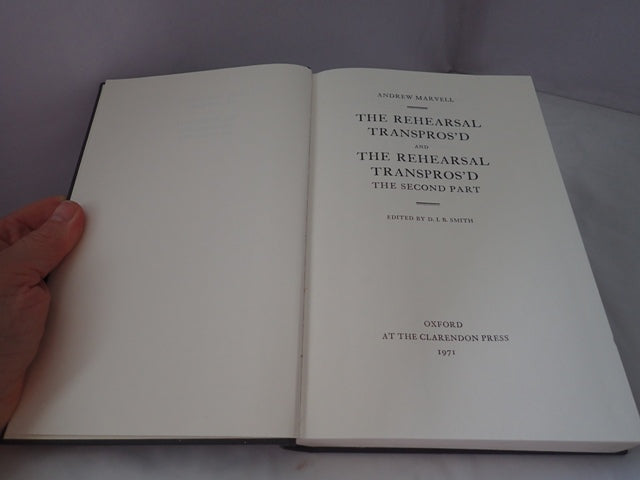 ANDREW MARVELL
THE REHEARSAL
TRANSPROS'D
AND
THE REHEARSAL
TRANSPROS'D
THE SECOND PART
EDITED BY D. I. B. SMITH
OXFORD
AT THE CLARENDON PRESS
1971